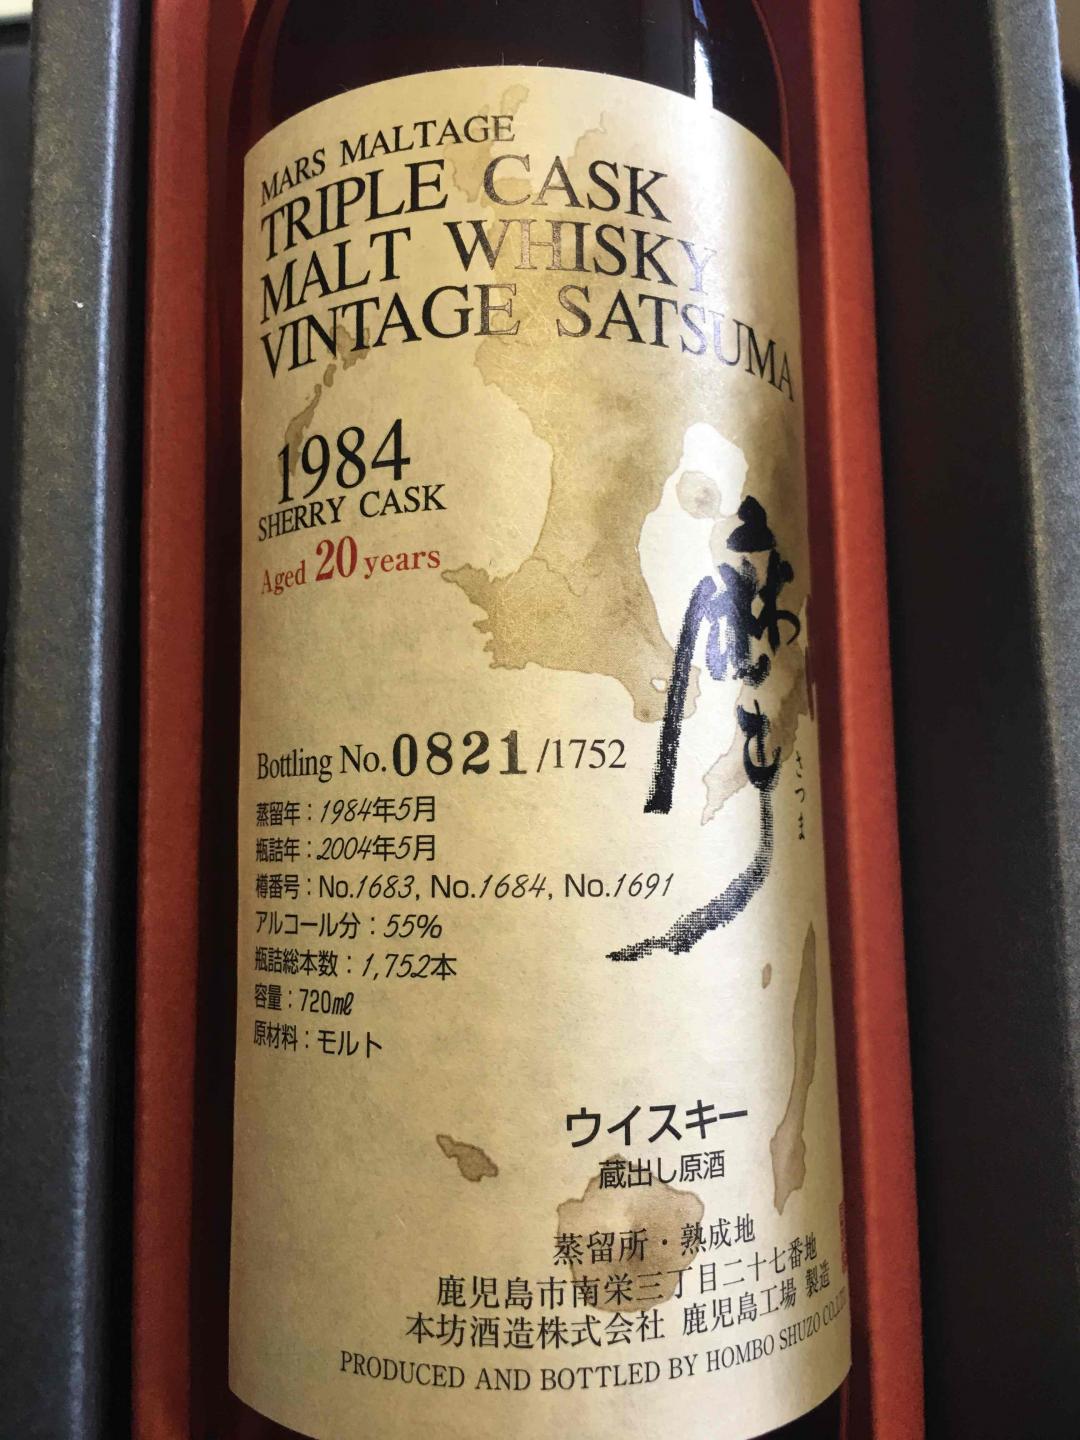 MARS MALTAGE
TRIPLE CASK
MALT WHISKY
VINTAGE SATSUMA
1984
SHERRY CASK
Aged 20 years
Bottling No. 0821 /1752
蒸留年：1984年5月
瓶詰年：2004年5月
樽番号：No.1683, No.1684, No.1691
アルコール分：55%
瓶詰総本数：1,752本
容量：720mℓ
原材料：モルト
さつま
ウイスキー
蔵出し原酒
蒸留所・熟成地
鹿児島市南栄三丁目二十七番地
本坊酒造株式会社 鹿児島工場 製造
PRODUCED AND BOTTLED BY HOMBO SHUZO CO.,LTD.